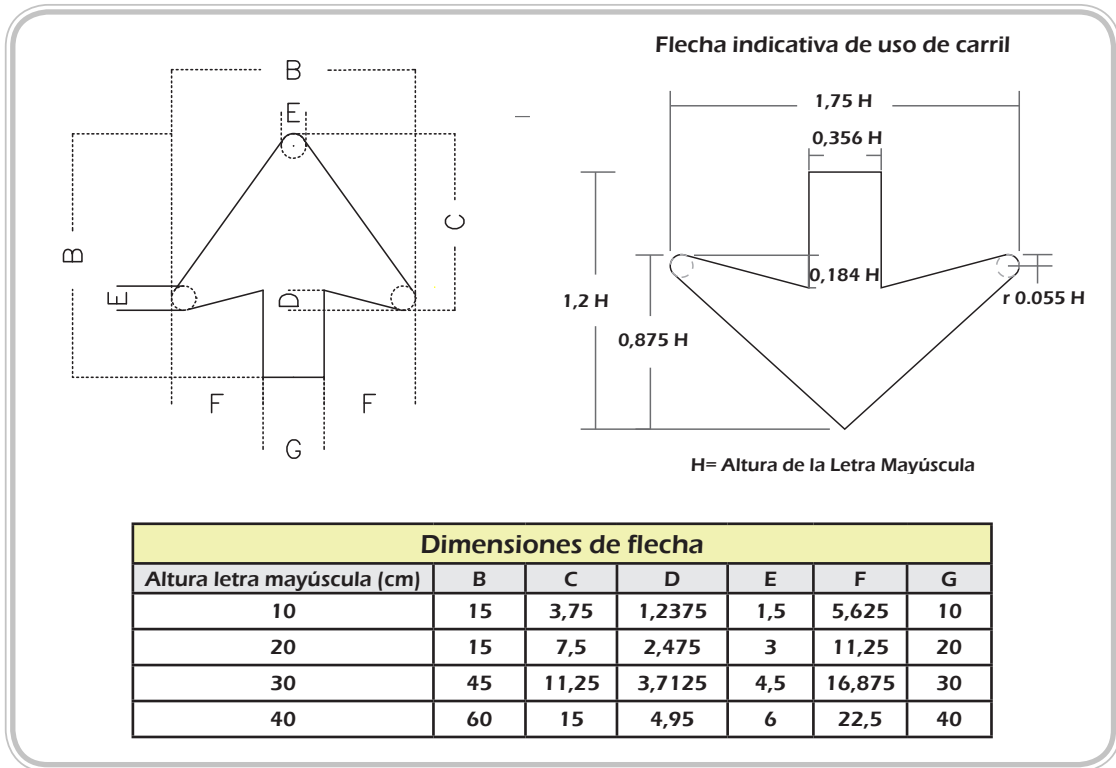 Flecha indicativa de uso de carril
B
E
B
C
E
D
F
F
G
1,75 H
0,356 H
0,184 H
r 0.055 H
1,2 H
0,875 H
H= Altura de la Letra Mayúscula
Dimensiones de flecha
Altura letra mayúscula (cm) B C D E F G
10 15 3,75 1,2375 1,5 5,625 10
20 15 7,5 2,475 3 11,25 20
30 45 11,25 3,7125 4,5 16,875 30
40 60 15 4,95 6 22,5 40